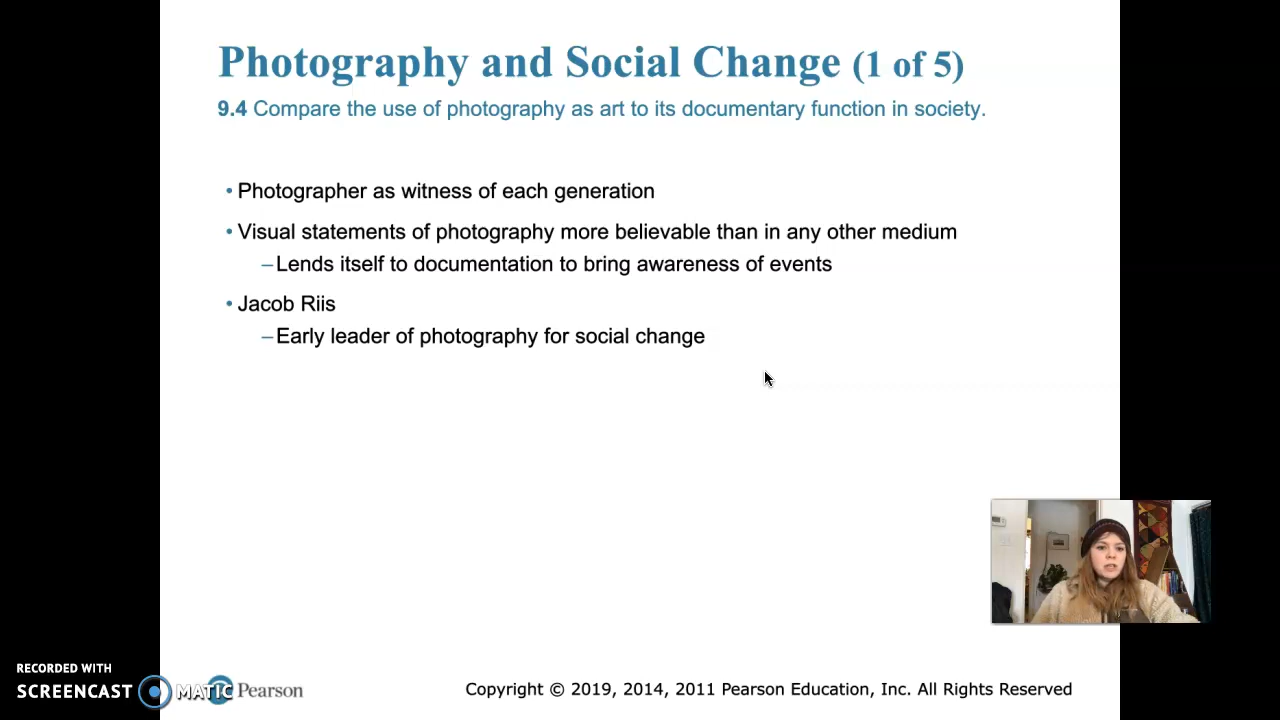 Photography and Social Change (1 of 5)
9.4 Compare the use of photography as art to its documentary function in society.
• Photographer as witness of each generation
• Visual statements of photography more believable than in any other medium
– Lends itself to documentation to bring awareness of events
• Jacob Riis
– Early leader of photography for social change
RECORDED WITH
SCREENCAST MATIC
Pearson
Copyright © 2019, 2014, 2011 Pearson Education, Inc. All Rights Reserved